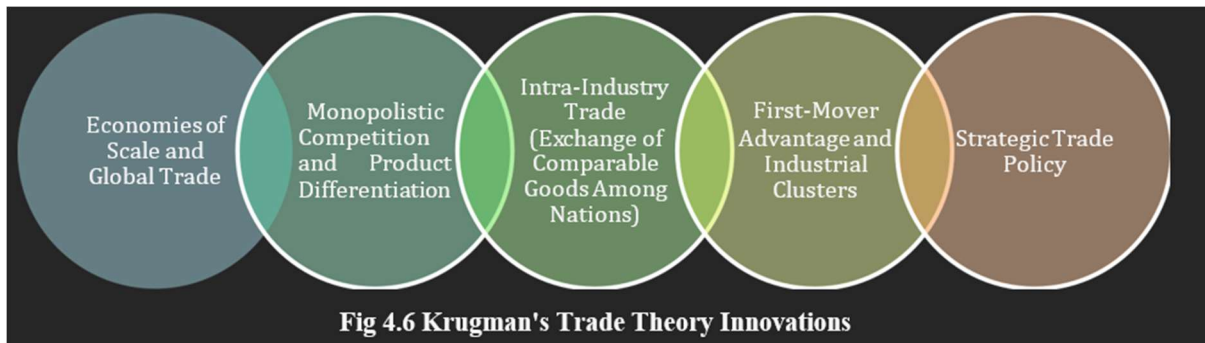 Economies of
Scale and
Global Trade
Monopolistic
Competition
and Product
Differentiation
Intra-Industry
Trade
(Exchange of
Comparable
Goods Among
Nations)
First-Mover
Advantage and
Industrial
Clusters
Strategic Trade
Policy
Fig 4.6 Krugman's Trade Theory Innovations